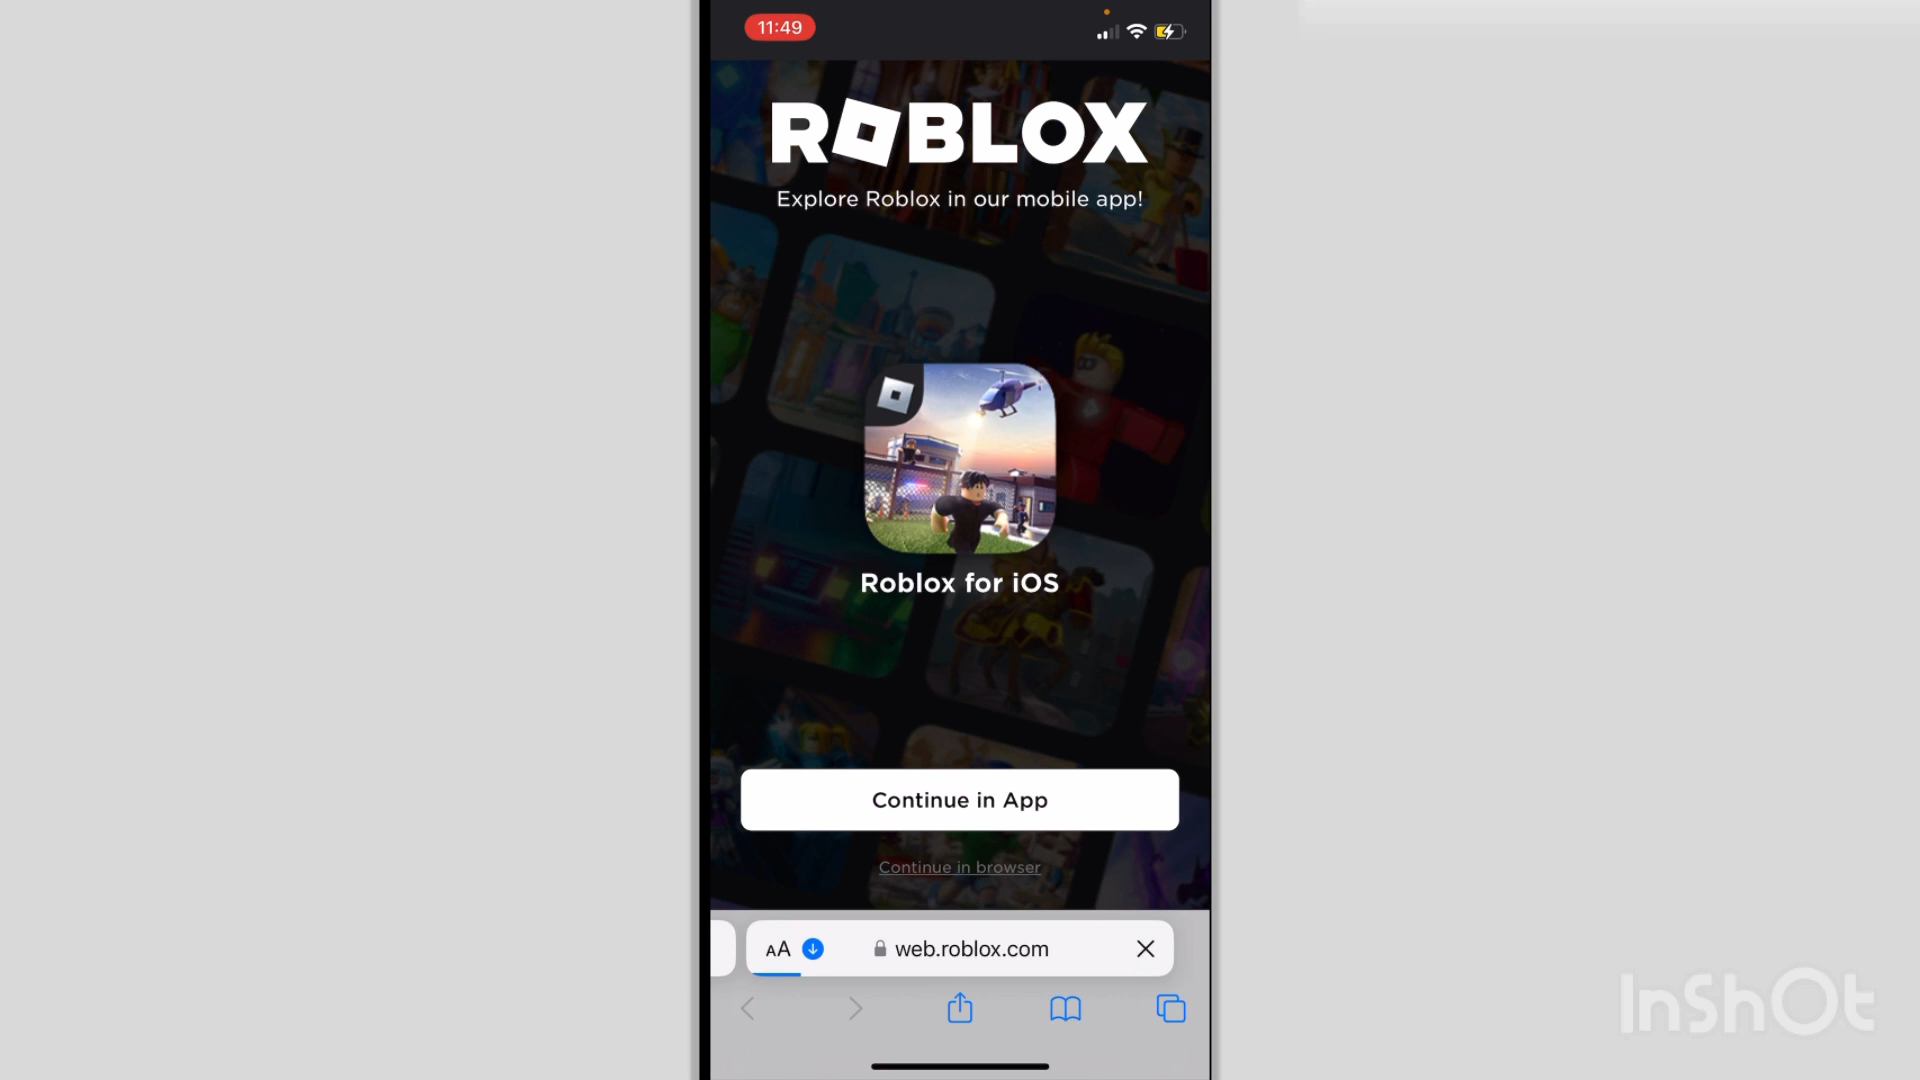 11:49
ROBLOX
Explore Roblox in our mobile app!
Roblox for iOS
Continue in App
Continue in browser
AA
web.roblox.com
InShOt